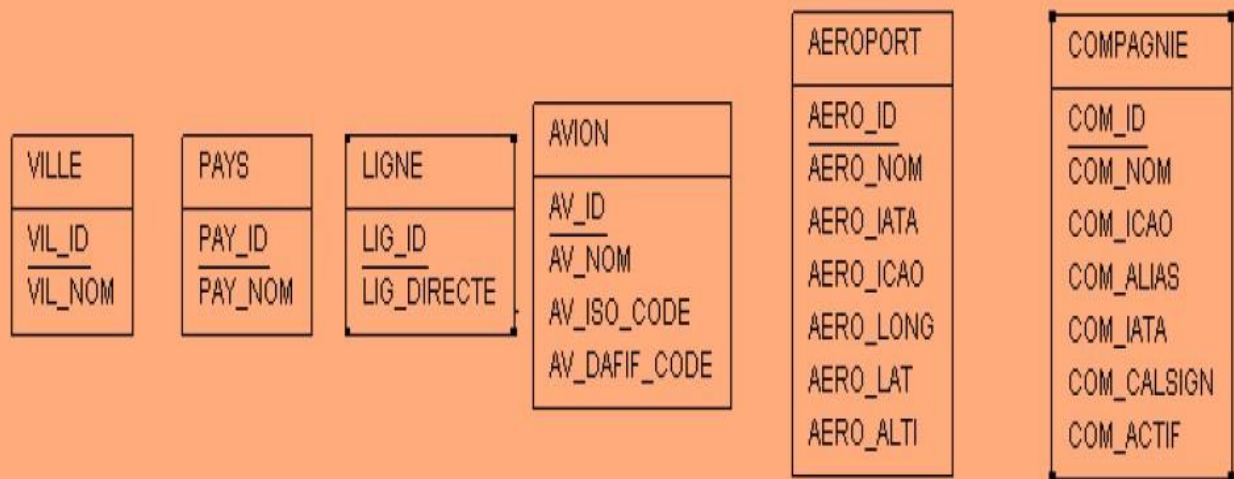 VILLE
VIL_ID
VIL_NOM
PAYS
PAY_ID
PAY_NOM
LIGNE
LIG_ID
LIG_DIRECTE
AVION
AV_ID
AV_NOM
AV_ISO_CODE
AV_DAFIF_CODE
AEROPORT
AERO_ID
AERO_NOM
AERO_IATA
AERO_ICAO
AERO_LONG
AERO_LAT
AERO_ALTI
COMPAGNIE
COM_ID
COM_NOM
COM_ICAO
COM_ALIAS
COM_IATA
COM_CALSIGN
COM_ACTIF